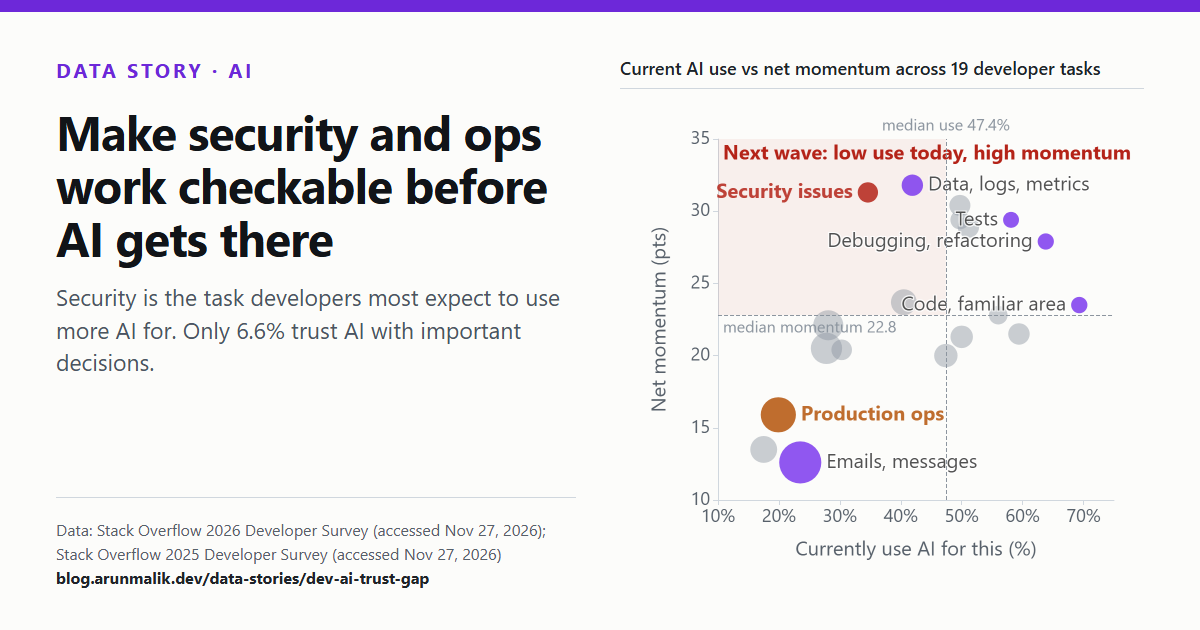 DATA STORY · AI
Make security and ops
work checkable before
AI gets there
Security is the task developers most expect to use
more AI for. Only 6.6% trust AI with important
decisions.
Data: Stack Overflow 2026 Developer Survey (accessed Nov 27, 2026);
Stack Overflow 2025 Developer Survey (accessed Nov 27, 2026)
blog.arunmalik.dev/data-stories/dev-ai-trust-gap
Current AI use vs net momentum across 19 developer tasks
median use 47.4%
35
Next wave: low use today, high momentum
Data, logs, metrics
Security issues
30
Tests
Debugging, refactoring
25
Code, familiar area
median momentum 22.8
20
15
Production ops
Emails, messages
10
Net momentum (pts)
10% 20% 30% 40% 50% 60% 70%
Currently use AI for this (%)